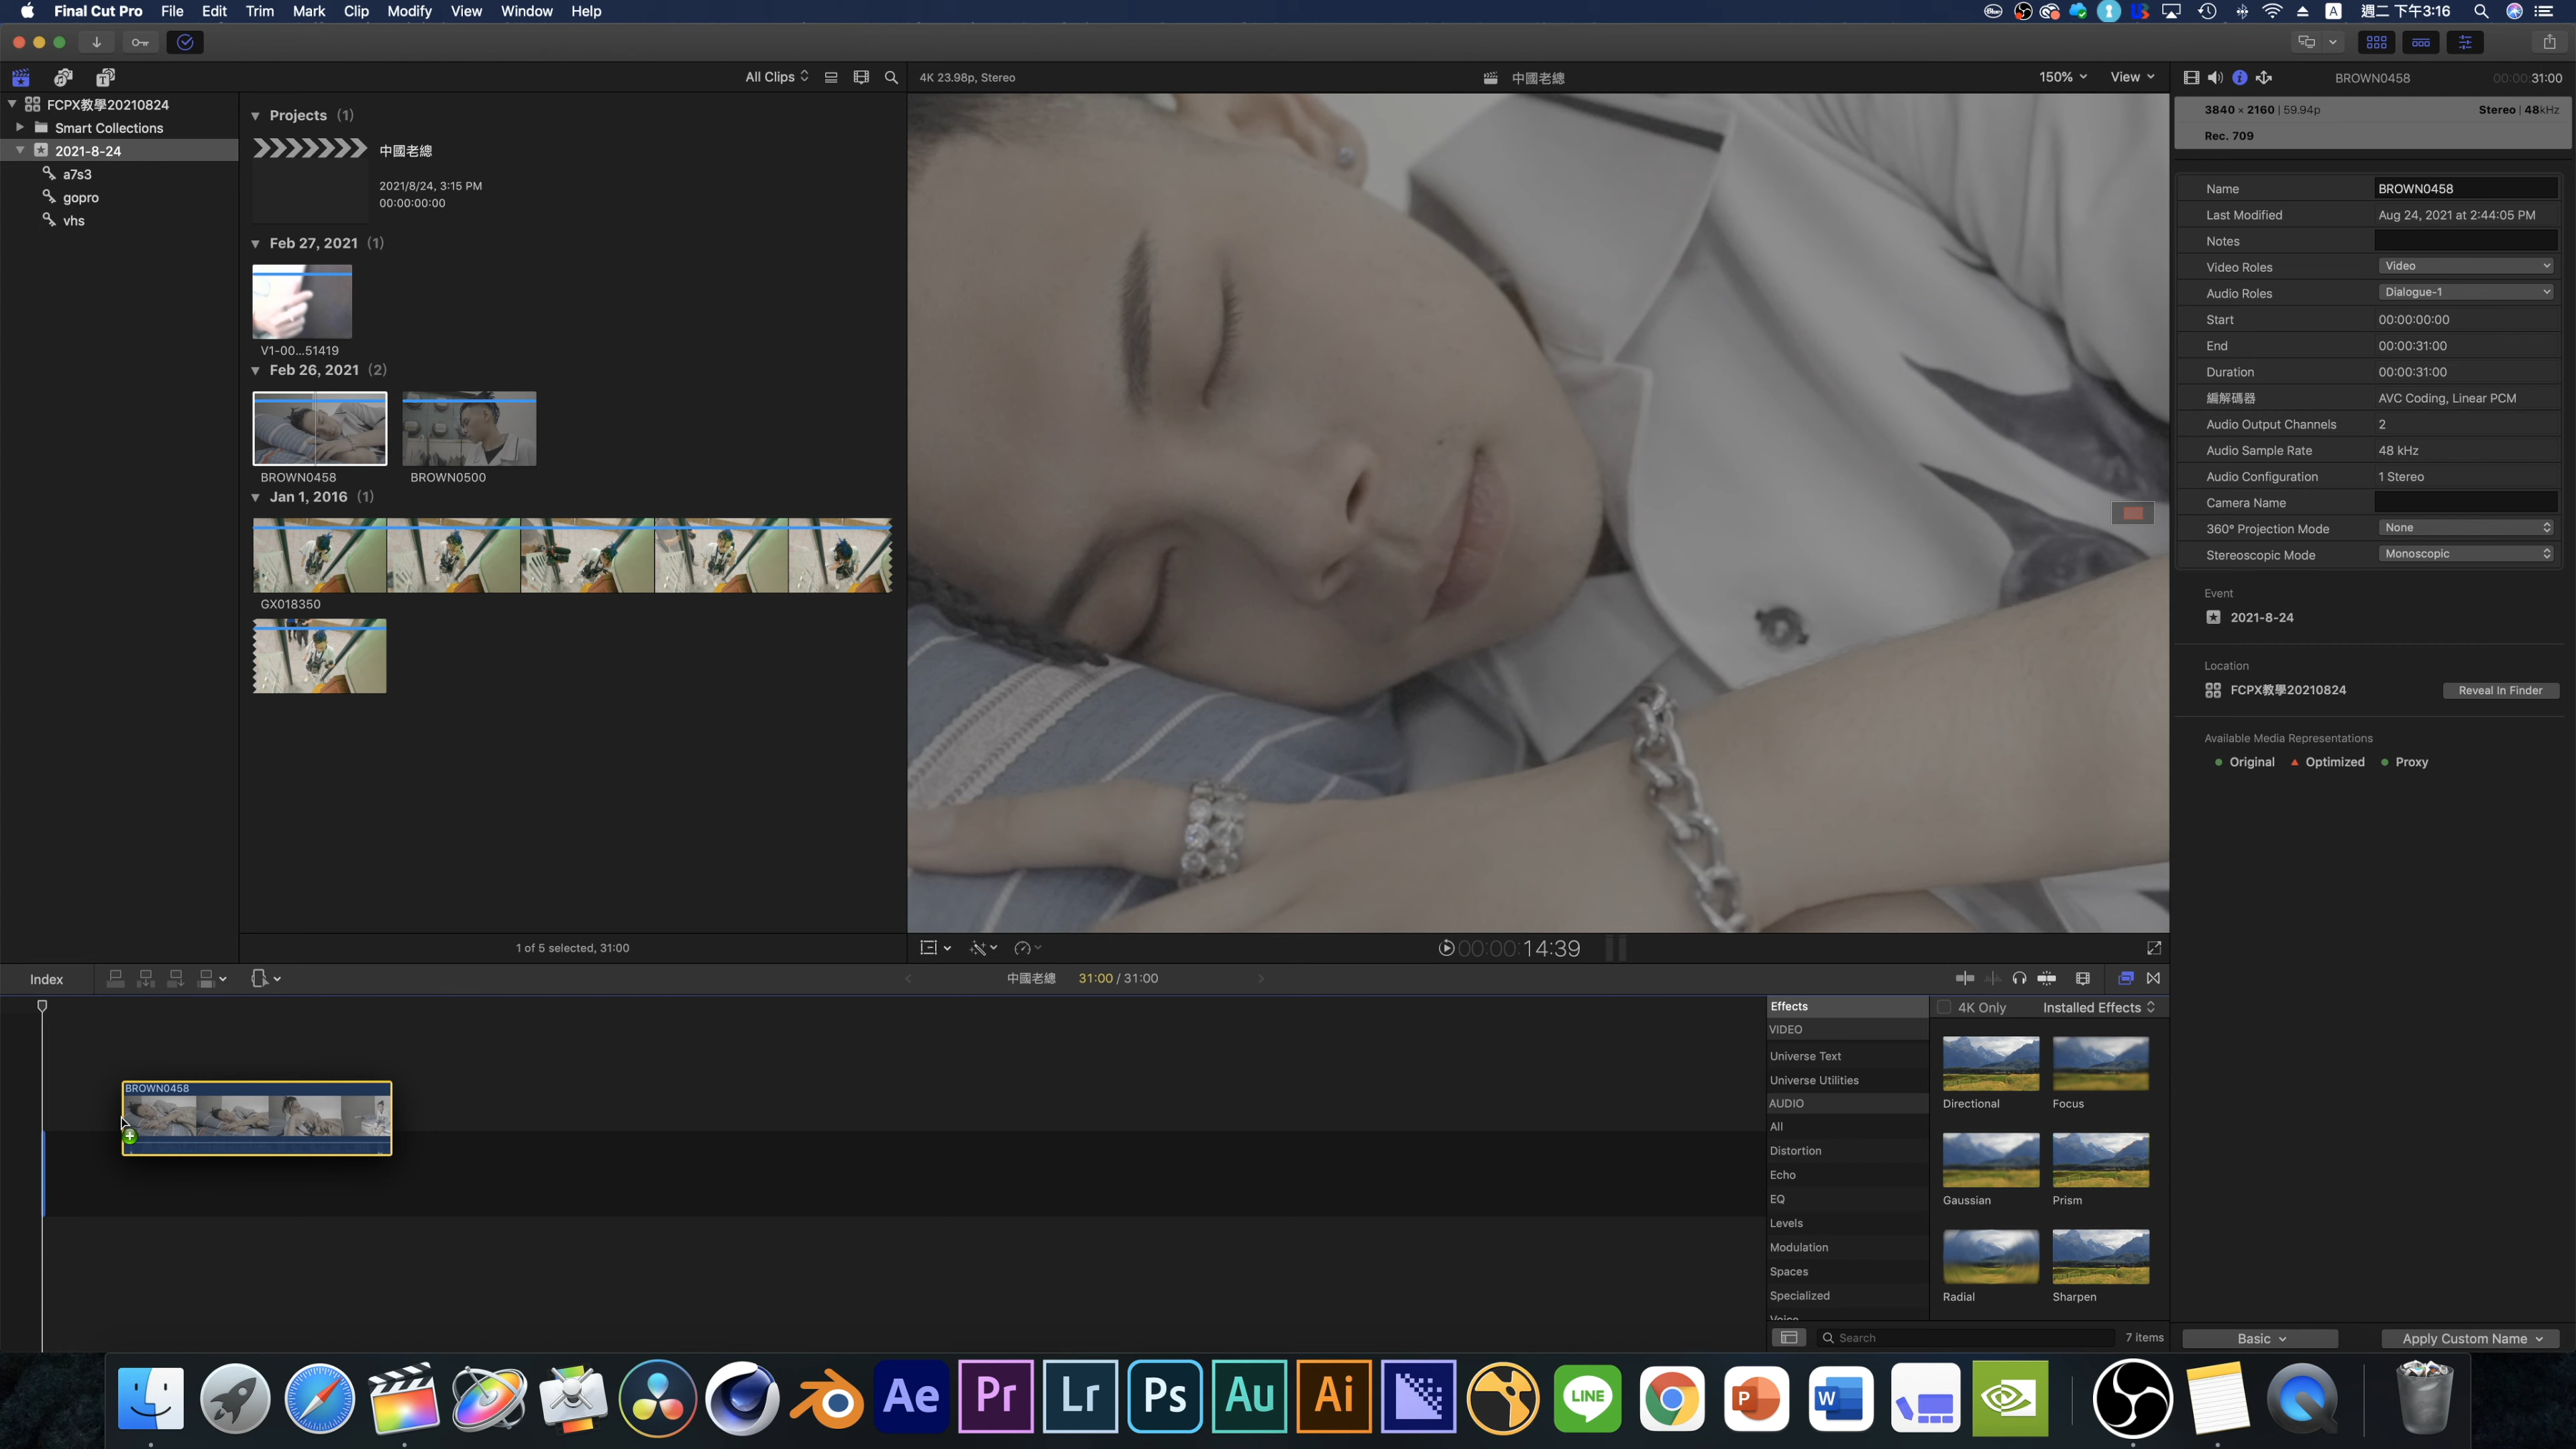 Final Cut Pro File Edit Trim Mark Clip Modify View Window Help
A 週二 下午3:16
All Clips
4K 23.98p, Stereo
中國老總
150% View
BROWN0458
00:00:31:00
FCPX教學20210824
Smart Collections
2021-8-24
a7s3
gopro
vhs
Projects (1)
中國老總
2021/8/24, 3:15 PM
00:00:00:00
Feb 27, 2021 (1)
V1-00...51419
Feb 26, 2021 (2)
BROWN0458
BROWN0500
Jan 1, 2016 (1)
GX018350
1 of 5 selected, 31:00
00:00:14:39
3840 × 2160 | 59.94p
Stereo | 48kHz
Rec. 709
Name BROWN0458
Last Modified Aug 24, 2021 at 2:44:05 PM
Notes
Video Roles Video
Audio Roles Dialogue-1
Start 00:00:00:00
End 00:00:31:00
Duration 00:00:31:00
編解碼器 AVC Coding, Linear PCM
Audio Output Channels 2
Audio Sample Rate 48 kHz
Audio Configuration 1 Stereo
Camera Name
360° Projection Mode None
Stereoscopic Mode Monoscopic
Event
2021-8-24
Location
FCPX教學20210824
Reveal In Finder
Available Media Representations
Original Optimized Proxy
Index
中國老總 31:00 / 31:00
BROWN0458
Effects
VIDEO
Universe Text
Universe Utilities
AUDIO
All
Distortion
Echo
EQ
Levels
Modulation
Spaces
Specialized
Voice
4K Only
Installed Effects
Directional
Focus
Gaussian
Prism
Radial
Sharpen
Search
7 items
Basic
Apply Custom Name
Ae Pr Lr Ps Au Ai LINE P W